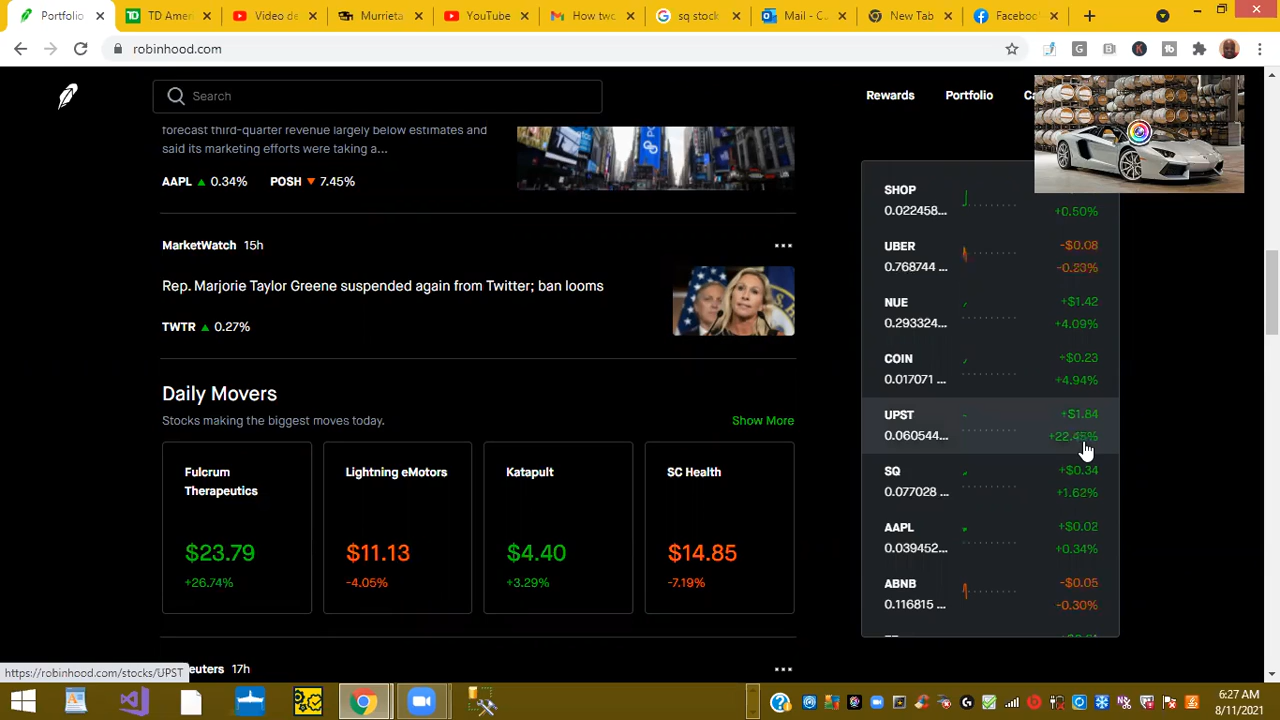 Portfolio
TD Amer
Video de
Murrieta
YouTube
How two
sq stock
Mail - C
New Tab
Facebook
robinhood.com
Search
Rewards
Portfolio
forecast third-quarter revenue largely below estimates and
said its marketing efforts were taking a...
AAPL 0.34% POSH 7.45%
MarketWatch 15h
Rep. Marjorie Taylor Greene suspended again from Twitter; ban looms
TWTR 0.27%
Daily Movers
Stocks making the biggest moves today.
Show More
Fulcrum
Therapeutics
$23.79
+26.74%
Lightning eMotors
$11.13
-4.05%
Katapult
$4.40
+3.29%
SC Health
$14.85
-7.19%
SHOP
0.022458... +0.50%
UBER -$0.08
0.768744 ... -0.23%
NUE +$1.42
0.293324... +4.09%
COIN +$0.23
0.017071 ... +4.94%
UPST +$1.84
0.060544... +22.45%
SQ +$0.34
0.077028 ... +1.62%
AAPL +$0.02
0.039452... +0.34%
ABNB -$0.05
0.116815 ... -0.30%
https://robinhood.com/stocks/UPST
euters 17h
6:27 AM
8/11/2021